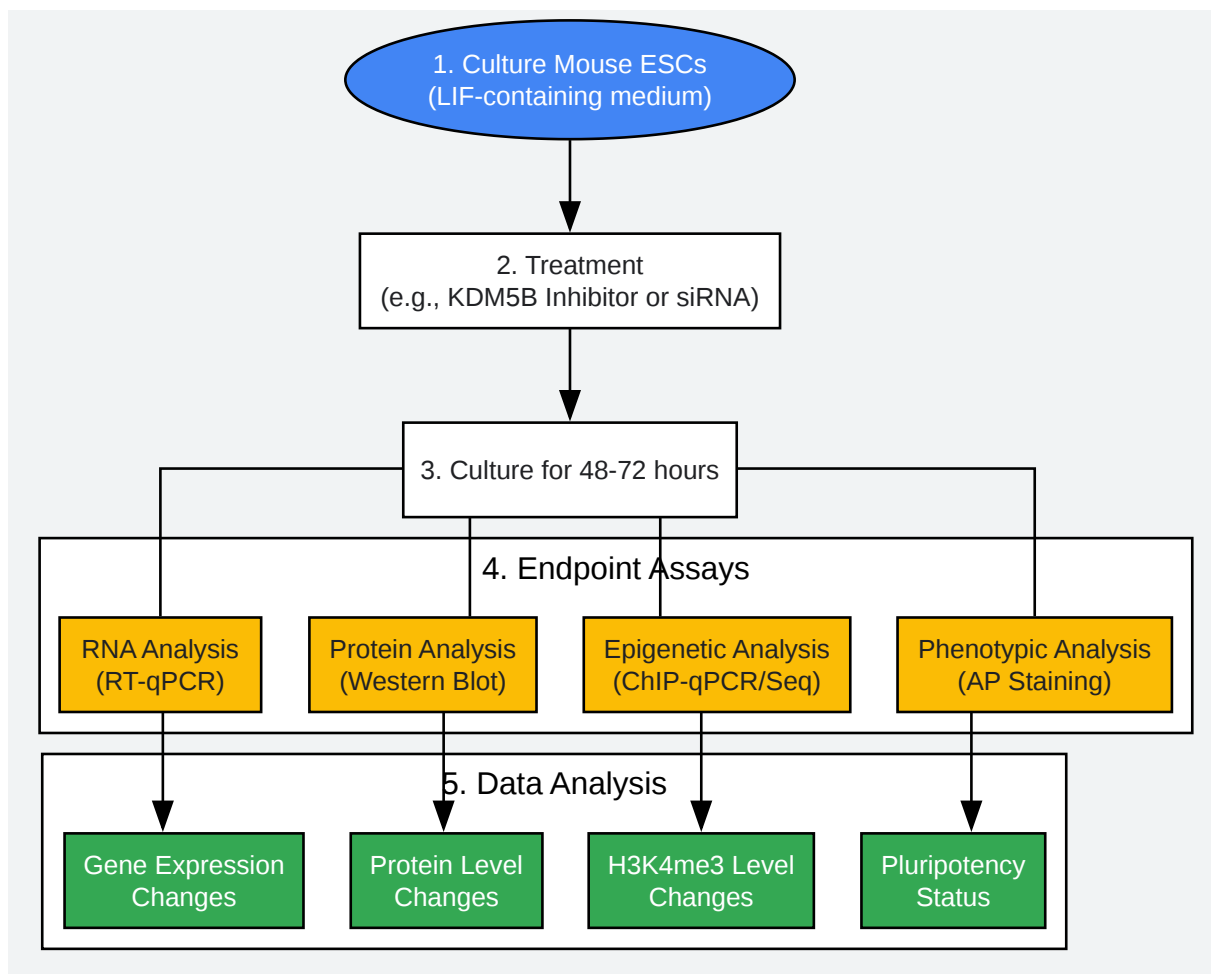 1. Culture Mouse ESCs
(LIF-containing medium)
2. Treatment
(e.g., KDM5B Inhibitor or siRNA)
3. Culture for 48-72 hours
4. Endpoint Assays
RNA Analysis
(RT-qPCR)
Protein Analysis
(Western Blot)
Epigenetic Analysis
(ChIP-qPCR/Seq)
Phenotypic Analysis
(AP Staining)
5. Data Analysis
Gene Expression
Changes
Protein Level
Changes
H3K4me3 Level
Changes
Pluripotency
Status